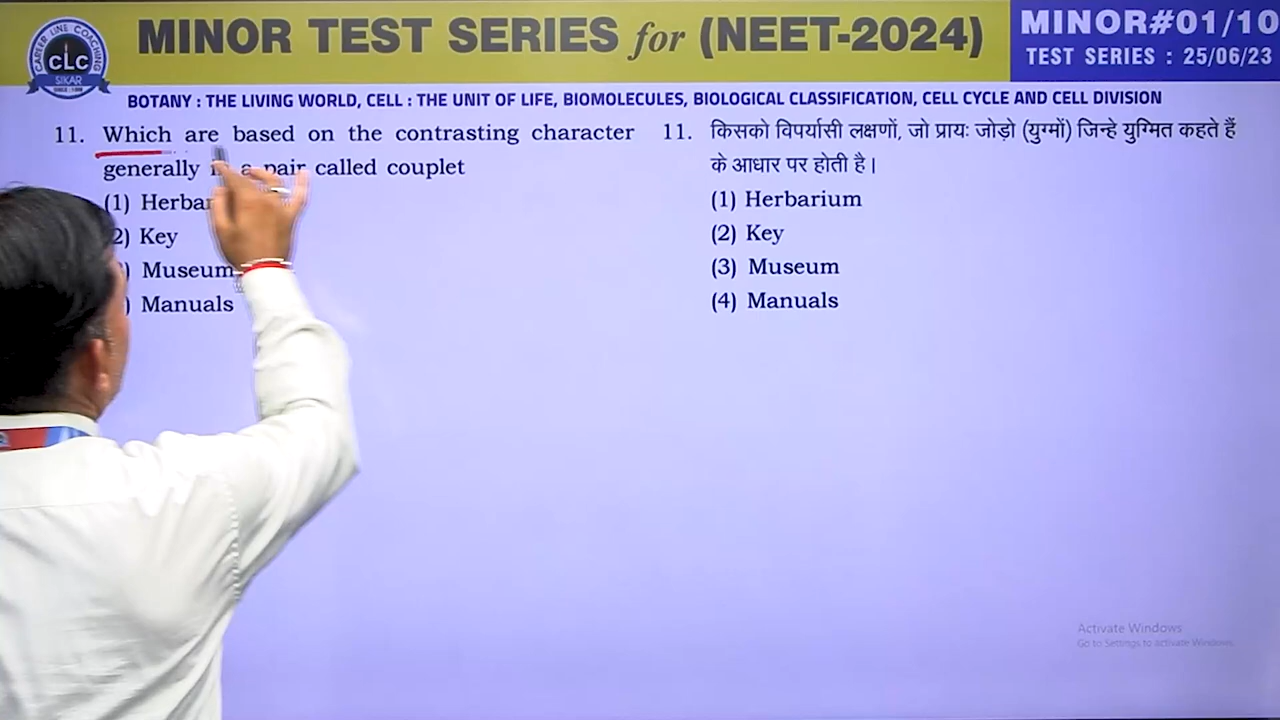 MINOR TEST SERIES for (NEET-2024)
MINOR#01/10
TEST SERIES : 25/06/23
CAREER LINE COACHING
CLC
SIKAR
BOTANY : THE LIVING WORLD, CELL : THE UNIT OF LIFE, BIOMOLECULES, BIOLOGICAL CLASSIFICATION, CELL CYCLE AND CELL DIVISION
11. Which are based on the contrasting character
generally a pair called couplet
(1) Herbar
2) Key
) Museum
) Manuals
11. किसको विपर्यासी लक्षणों, जो प्रायः जोड़ो (युग्मों) जिन्हे युग्मित कहते हैं
के आधार पर होती है।
(1) Herbarium
(2) Key
(3) Museum
(4) Manuals
Activate Windows
Go to Settings to activate Windows.